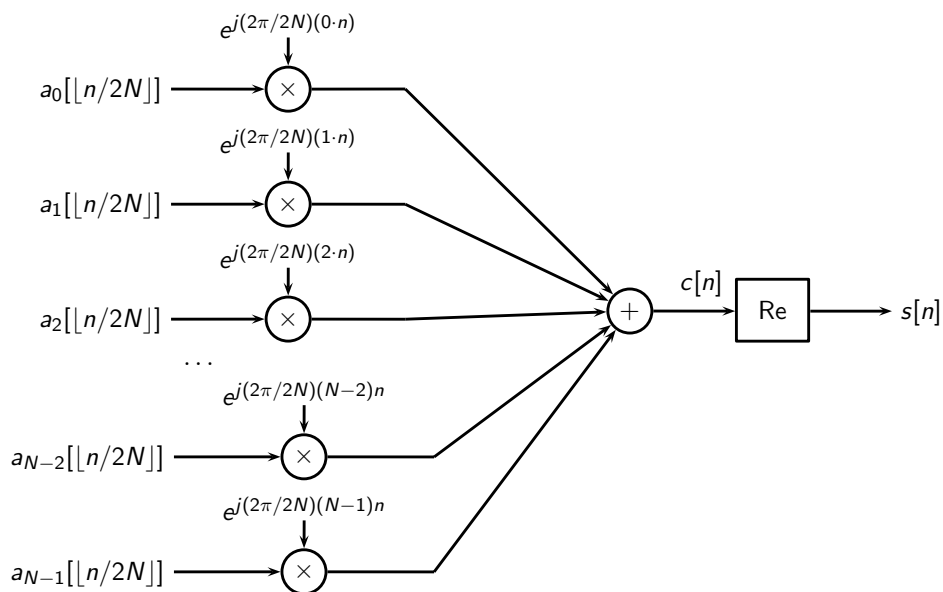 e^{j(2π/2N)(0·n)}
a_0[⌊n/2N⌋]
×
e^{j(2π/2N)(1·n)}
a_1[⌊n/2N⌋]
×
e^{j(2π/2N)(2·n)}
a_2[⌊n/2N⌋]
×
+
c[n]
Re
s[n]
...
e^{j(2π/2N)(N−2)n}
a_{N−2}[⌊n/2N⌋]
×
e^{j(2π/2N)(N−1)n}
a_{N−1}[⌊n/2N⌋]
×